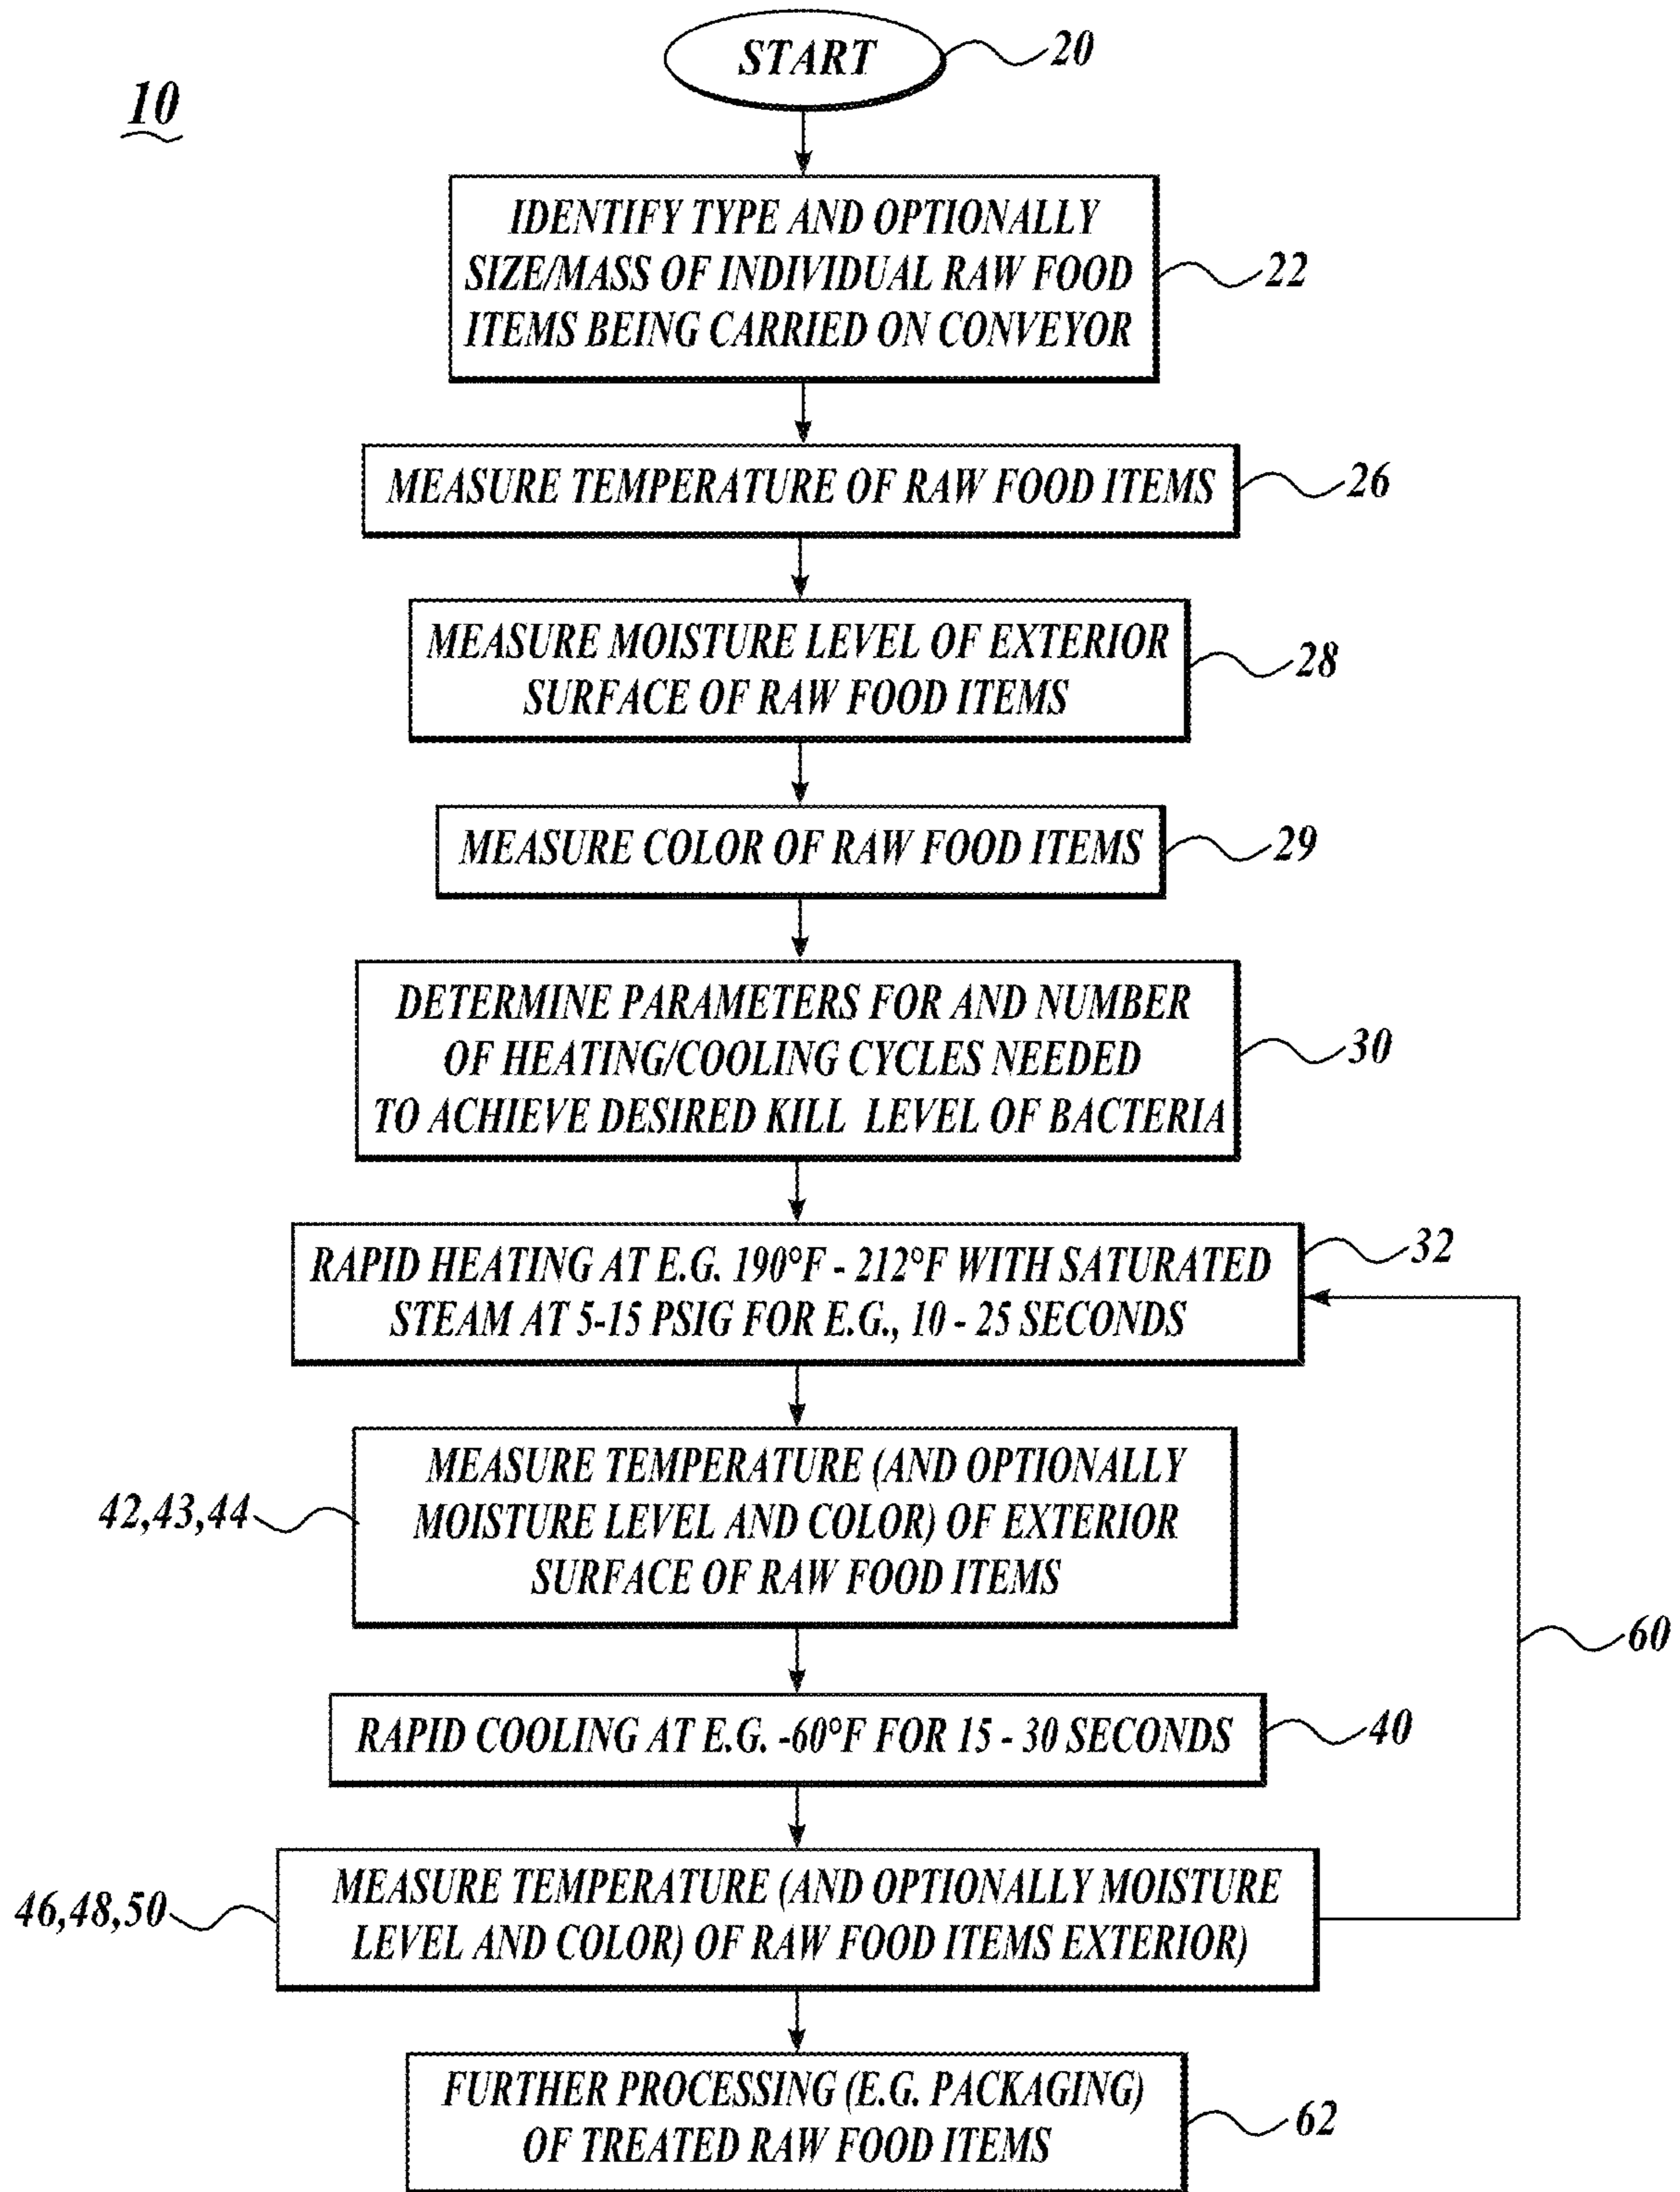 START
20
10
IDENTIFY TYPE AND OPTIONALLY
SIZE/MASS OF INDIVIDUAL RAW FOOD
ITEMS BEING CARRIED ON CONVEYOR
22
MEASURE TEMPERATURE OF RAW FOOD ITEMS
26
MEASURE MOISTURE LEVEL OF EXTERIOR
SURFACE OF RAW FOOD ITEMS
28
MEASURE COLOR OF RAW FOOD ITEMS
29
DETERMINE PARAMETERS FOR AND NUMBER
OF HEATING/COOLING CYCLES NEEDED
TO ACHIEVE DESIRED KILL LEVEL OF BACTERIA
30
RAPID HEATING AT E.G. 190°F - 212°F WITH SATURATED
STEAM AT 5-15 PSIG FOR E.G., 10 - 25 SECONDS
32
MEASURE TEMPERATURE (AND OPTIONALLY
MOISTURE LEVEL AND COLOR) OF EXTERIOR
SURFACE OF RAW FOOD ITEMS
42,43,44
60
RAPID COOLING AT E.G. -60°F FOR 15 - 30 SECONDS
40
MEASURE TEMPERATURE (AND OPTIONALLY MOISTURE
LEVEL AND COLOR) OF RAW FOOD ITEMS EXTERIOR)
46,48,50
FURTHER PROCESSING (E.G. PACKAGING)
OF TREATED RAW FOOD ITEMS
62